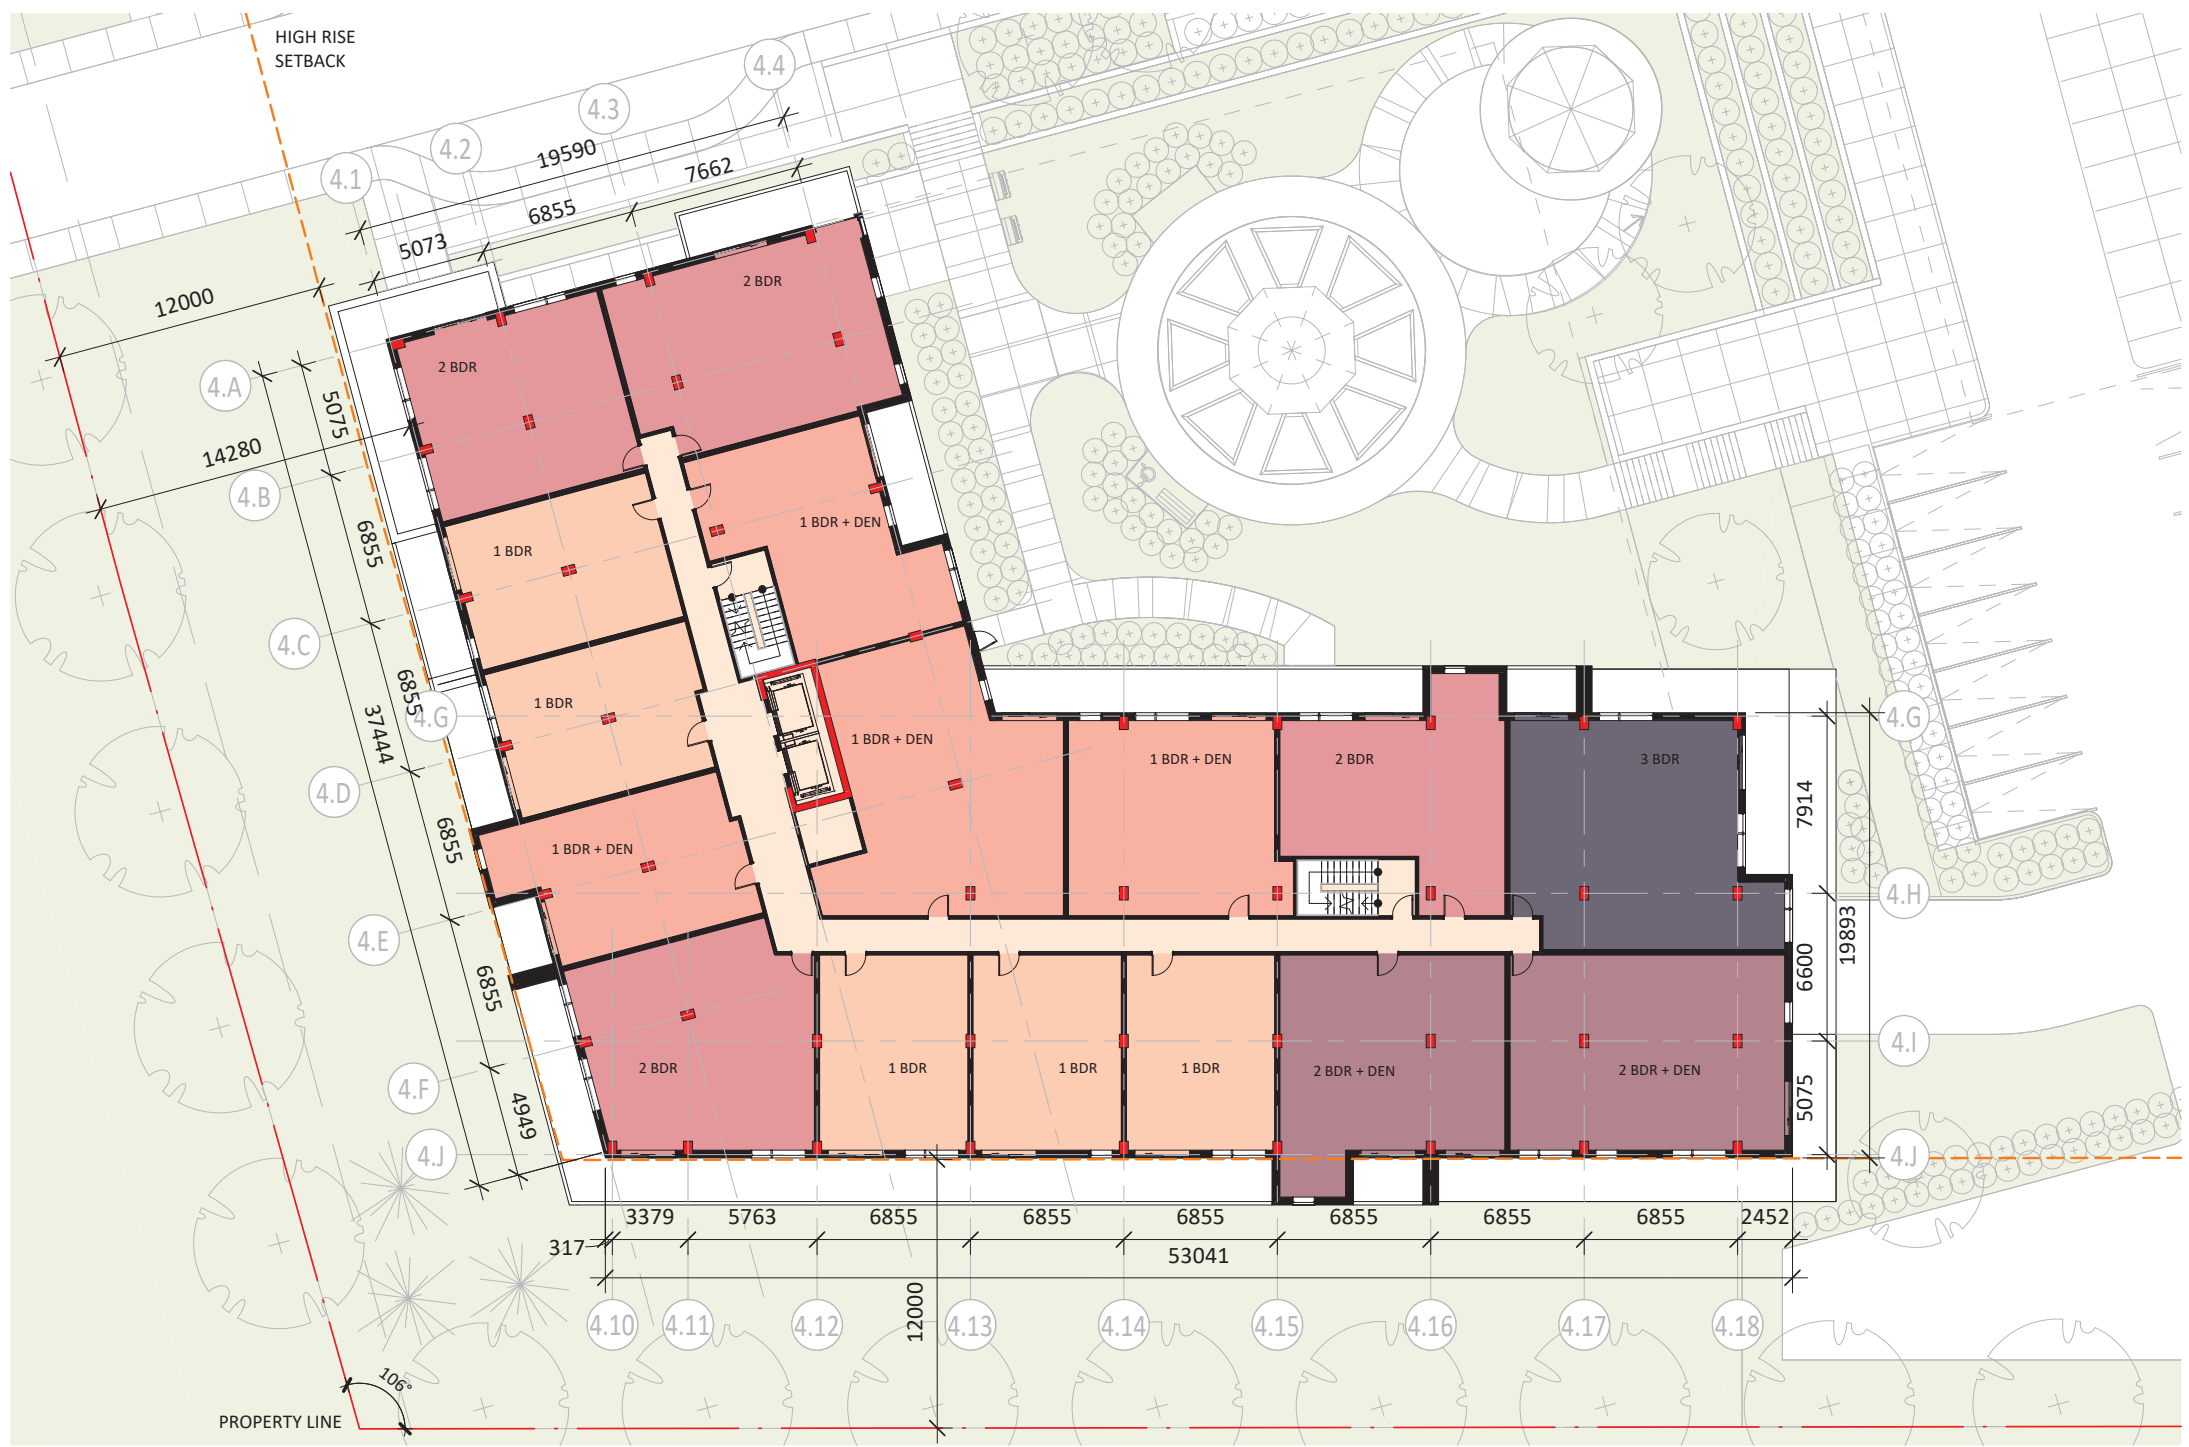 HIGH RISE
SETBACK
4.4
4.3
4.2
4.1
19590
7662
6855
5073
12000
14280
4.A
4.B
4.C
4.G
4.D
4.E
4.F
4.J
5075
6855
6855
37444
6855
6855
4949
2 BDR
2 BDR
1 BDR + DEN
1 BDR
1 BDR
1 BDR + DEN
1 BDR + DEN
2 BDR
3 BDR
1 BDR + DEN
2 BDR
1 BDR
1 BDR
1 BDR
2 BDR + DEN
2 BDR + DEN
4.G
7914
4.H
19893
6600
4.I
5075
4.J
3379
5763
6855
6855
6855
6855
6855
6855
2452
317
53041
12000
4.10
4.11
4.12
4.13
4.14
4.15
4.16
4.17
4.18
106°
PROPERTY LINE